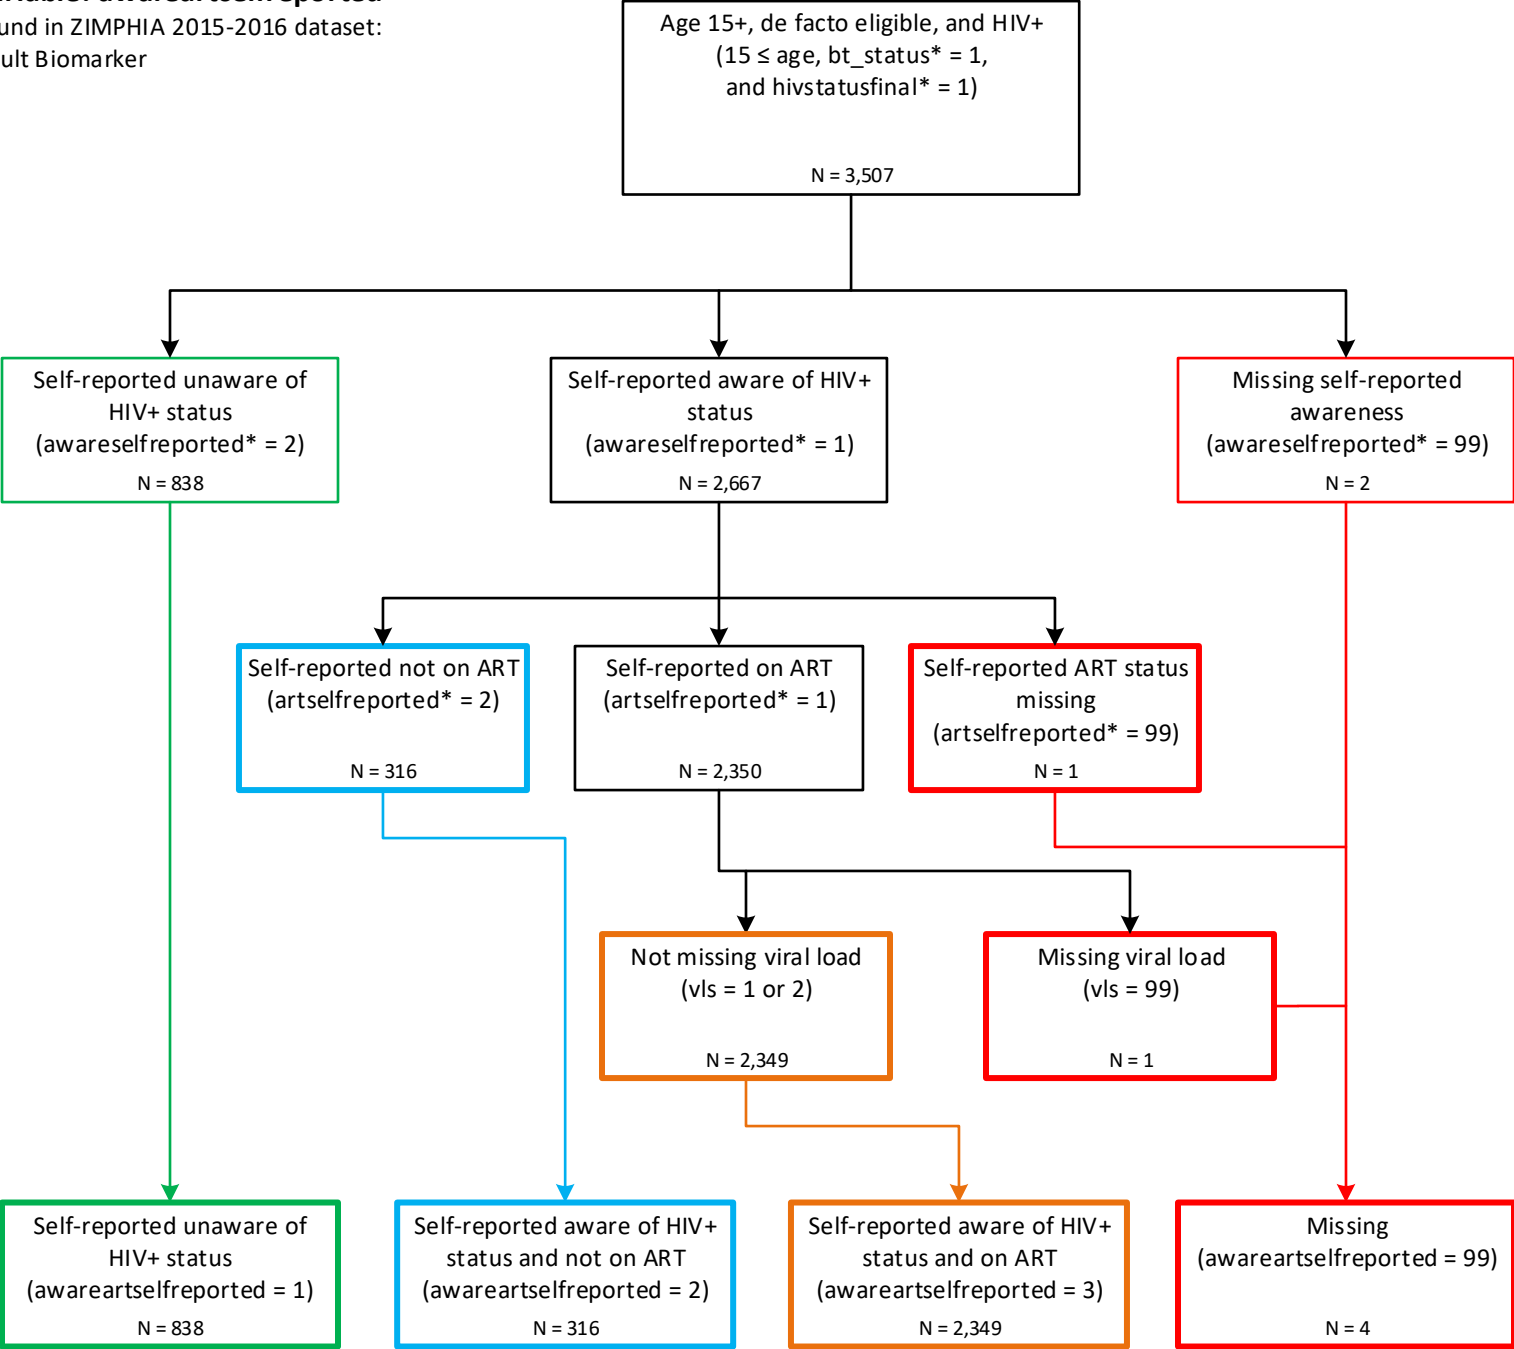 und in ZIMPHIA 2015-2016 dataset:
ult Biomarker
Age 15+, de facto eligible, and HIV+
(15 ≤ age, bt_status* = 1,
and hivstatusfinal* = 1)
N = 3,507
Self-reported unaware of
HIV+ status
(awareselfreported* = 2)
N = 838
Self-reported aware of HIV+
status
(awareselfreported* = 1)
N = 2,667
Missing self-reported
awareness
(awareselfreported* = 99)
N = 2
Self-reported not on ART
(artselfreported* = 2)
N = 316
Self-reported on ART
(artselfreported* = 1)
N = 2,350
Self-reported ART status
missing
(artselfreported* = 99)
N = 1
Not missing viral load
(vls = 1 or 2)
N = 2,349
Missing viral load
(vls = 99)
N = 1
Self-reported unaware of
HIV+ status
(awareartselfreported = 1)
N = 838
Self-reported aware of HIV+
status and not on ART
(awareartselfreported = 2)
N = 316
Self-reported aware of HIV+
status and on ART
(awareartselfreported = 3)
N = 2,349
Missing
(awareartselfreported = 99)
N = 4